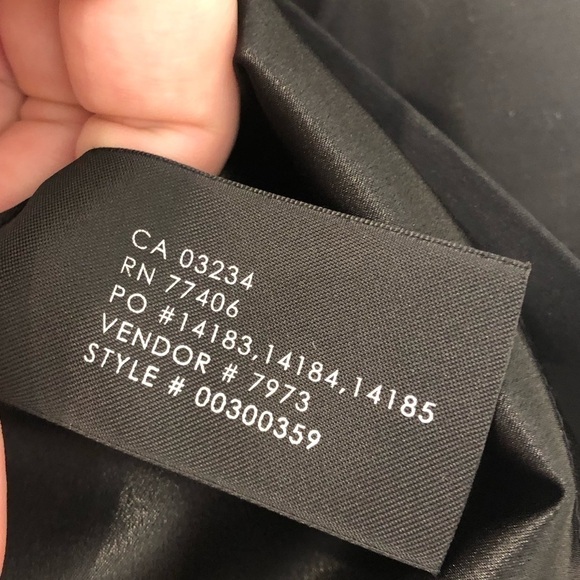 CA 03234
RN 77406
PO #14183,14184,14185
VENDOR # 7973
STYLE # 00300359